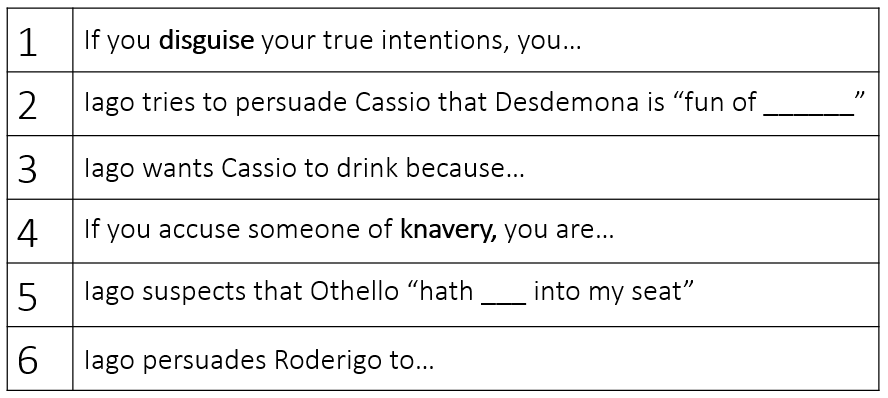 1 If you disguise your true intentions, you…
2 Iago tries to persuade Cassio that Desdemona is “fun of ______”
3 Iago wants Cassio to drink because…
4 If you accuse someone of knavery, you are…
5 Iago suspects that Othello “hath ___ into my seat”
6 Iago persuades Roderigo to…